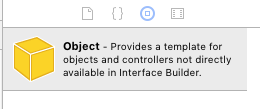 Object - Provides a template for
objects and controllers not directly
available in Interface Builder.